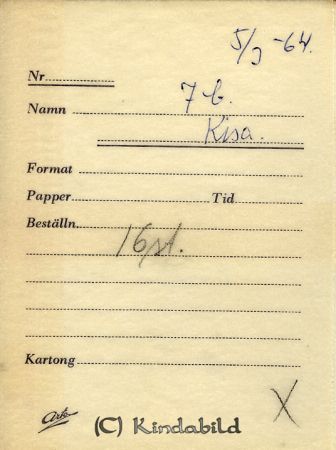 5/3 -64.
Nr
Namn 7 b.
Kisa.
Format
Papper Tid
Beställn
16 st.
Kartong
X
(C) Kindabild